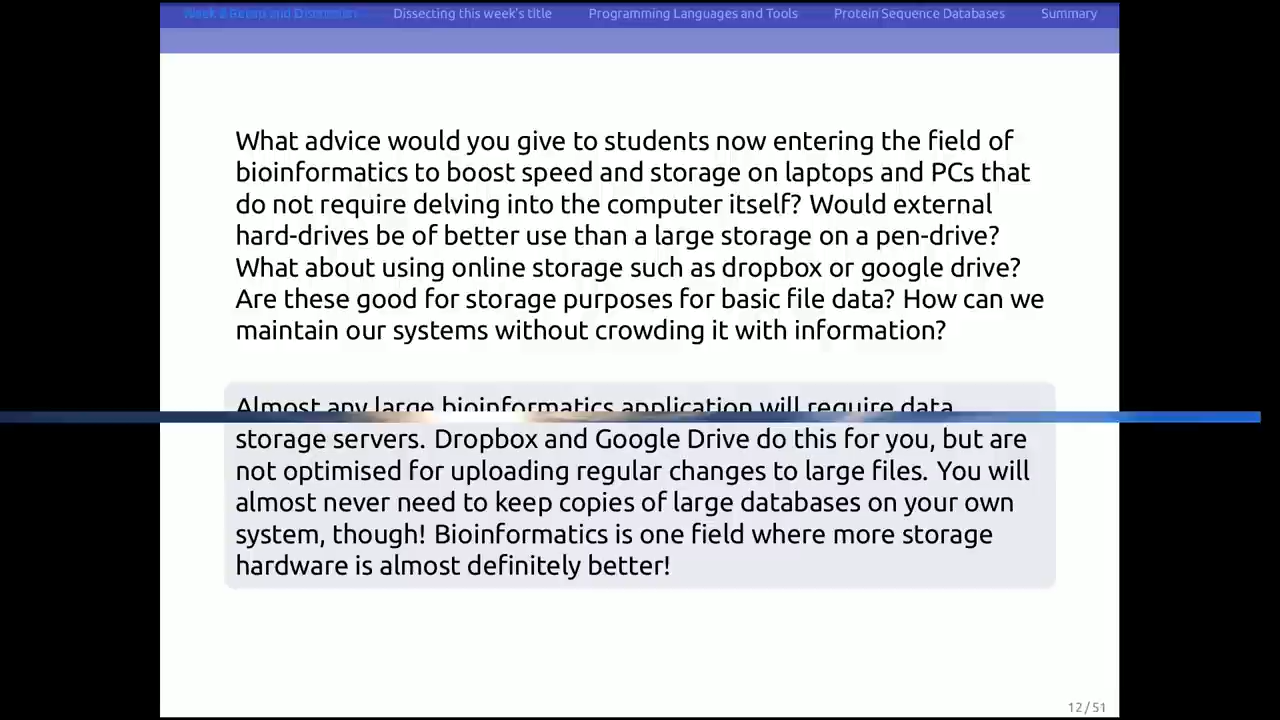 Dissecting this week's title Programming Languages and Tools Protein Sequence Databases Summary
What advice would you give to students now entering the field of
bioinformatics to boost speed and storage on laptops and PCs that
do not require delving into the computer itself? Would external
hard-drives be of better use than a large storage on a pen-drive?
What about using online storage such as dropbox or google drive?
Are these good for storage purposes for basic file data? How can we
maintain our systems without crowding it with information?
Almost any large bioinformatics application will require data
storage servers. Dropbox and Google Drive do this for you, but are
not optimised for uploading regular changes to large files. You will
almost never need to keep copies of large databases on your own
system, though! Bioinformatics is one field where more storage
hardware is almost definitely better!
12/51